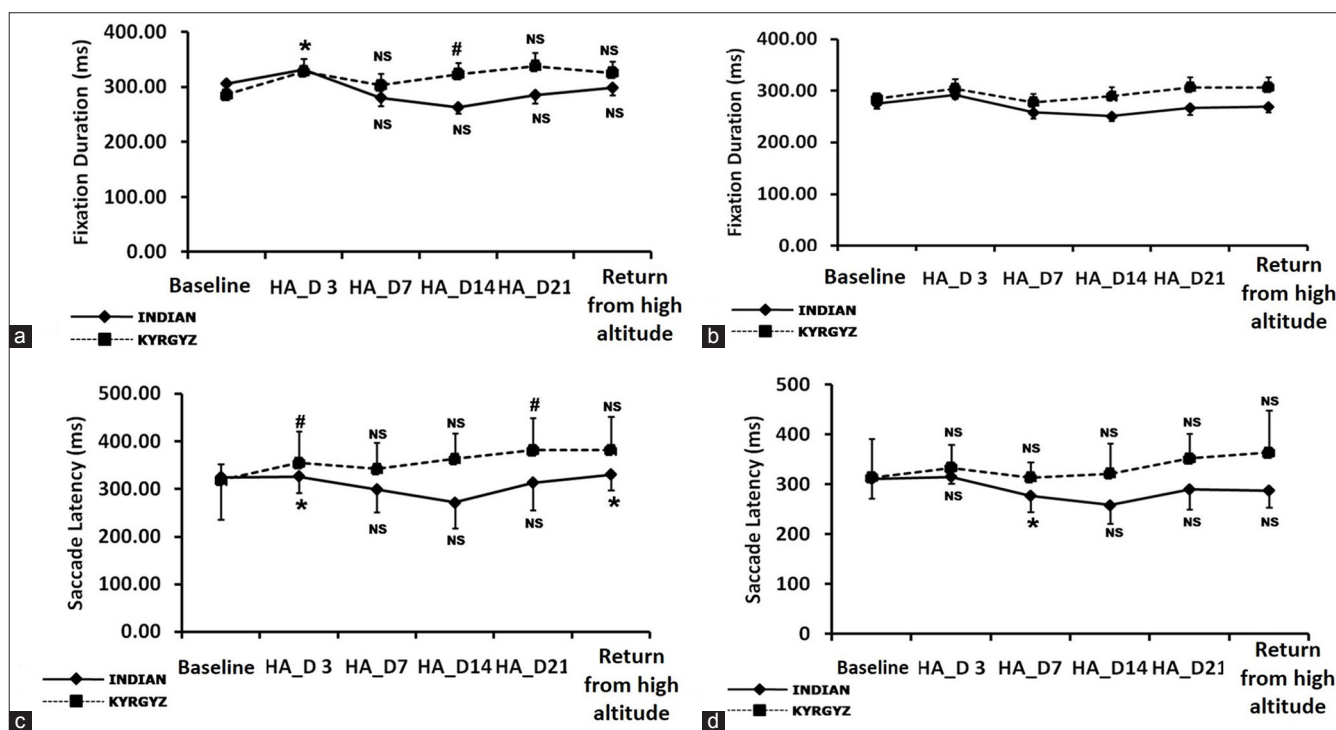 400.00
300.00
200.00
100.00
0.00
Fixation Duration (ms)
*
NS
#
NS
NS
NS
NS
NS
NS
Baseline
HA_D 3
HA_D7
HA_D14
HA_D21
Return
from high
altitude
INDIAN
KYRGYZ
a
400.00
300.00
200.00
100.00
0.00
Fixation Duration (ms)
Baseline
HA_D 3
HA_D7
HA_D14
HA_D21
Return
from high
altitude
INDIAN
KYRGYZ
b
500.00
400.00
300.00
200.00
100.00
0.00
Saccade Latency (ms)
#
NS
NS
#
NS
*
NS
NS
NS
*
Baseline
HA_D 3
HA_D7
HA_D14
HA_D21
Return
from high
altitude
INDIAN
KYRGYZ
c
500
400
300
200
100
0
Saccade Latency (ms)
NS
NS
NS
NS
NS
NS
*
NS
NS
NS
Baseline
HA_D 3
HA_D7
HA_D14
HA_D21
Return
from high
altitude
INDIAN
KYRGYZ
d